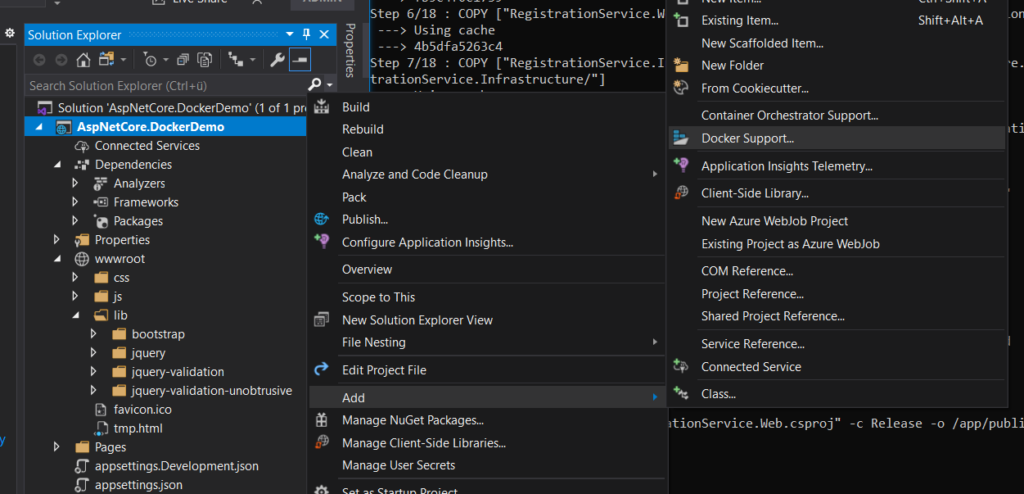 Live Share
ADMIN
Solution Explorer
Properties
Search Solution Explorer (Ctrl+ü)
Solution 'AspNetCore.DockerDemo' (1 of 1 pr
AspNetCore.DockerDemo
Connected Services
Dependencies
Analyzers
Frameworks
Packages
Properties
wwwroot
css
js
lib
bootstrap
jquery
jquery-validation
jquery-validation-unobtrusive
favicon.ico
tmp.html
Pages
appsettings.Development.json
appsettings.json
Step 6/18 : COPY ["RegistrationService.W
---> Using cache
---> 4b5dfa5263c4
Step 7/18 : COPY ["RegistrationService.I
trationService.Infrastructure/"]
Build
Rebuild
Clean
Analyze and Code Cleanup
Pack
Publish...
Configure Application Insights...
Overview
Scope to This
New Solution Explorer View
File Nesting
Edit Project File
Add
Manage NuGet Packages...
Manage Client-Side Libraries...
Manage User Secrets
Set as Startup Project
New Item... Ctrl+Shift+A
Existing Item... Shift+Alt+A
New Scaffolded Item...
New Folder
From Cookiecutter...
Container Orchestrator Support...
Docker Support...
Application Insights Telemetry...
Client-Side Library...
New Azure WebJob Project
Existing Project as Azure WebJob
COM Reference...
Project Reference...
Shared Project Reference...
Service Reference...
Connected Service
Class...
ationService.Web.csproj" -c Release -o /app/publi